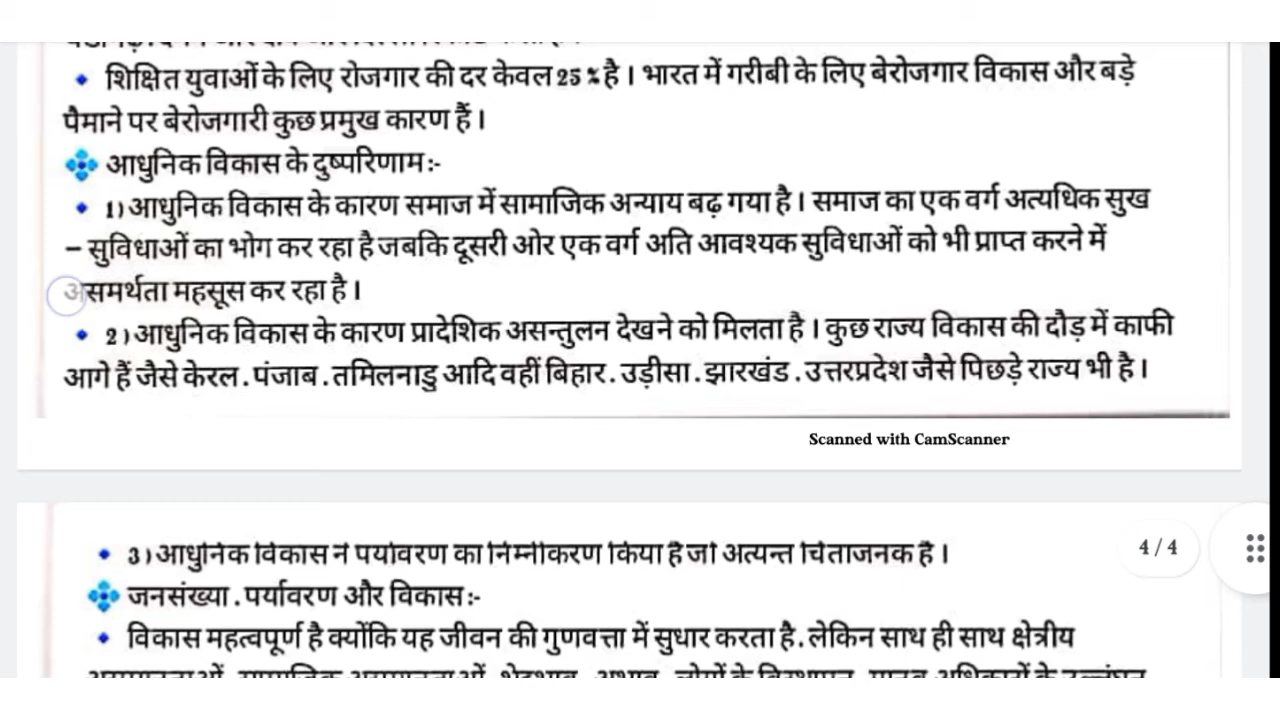 • शिक्षित युवाओं के लिए रोजगार की दर केवल 25 % है । भारत में गरीबी के लिए बेरोजगार विकास और बड़े
पैमाने पर बेरोजगारी कुछ प्रमुख कारण हैं ।
आधुनिक विकास के दुष्परिणाम :-
• 1) आधुनिक विकास के कारण समाज में सामाजिक अन्याय बढ़ गया है । समाज का एक वर्ग अत्यधिक सुख
– सुविधाओं का भोग कर रहा है जबकि दूसरी ओर एक वर्ग अति आवश्यक सुविधाओं को भी प्राप्त करने में
असमर्थता महसूस कर रहा है ।
• 2) आधुनिक विकास के कारण प्रादेशिक असन्तुलन देखने को मिलता है । कुछ राज्य विकास की दौड़ में काफी
आगे हैं जैसे केरल . पंजाब . तमिलनाडु आदि वहीं बिहार . उड़ीसा . झारखंड . उत्तरप्रदेश जैसे पिछड़े राज्य भी है ।
Scanned with CamScanner
• 3) आधुनिक विकास ने पर्यावरण का निम्नीकरण किया है जो अत्यन्त चिंताजनक है ।
4 / 4
जनसंख्या . पर्यावरण और विकास :-
• विकास महत्वपूर्ण है क्योंकि यह जीवन की गुणवत्ता में सुधार करता है . लेकिन साथ ही साथ क्षेत्रीय